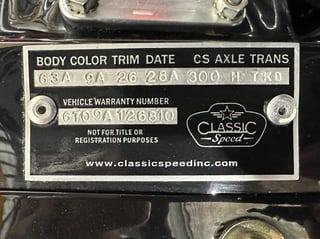 BODY COLOR TRIM DATE CS AXLE TRANS
63A 9A 26 28A 300 H TKO
VEHICLE WARRANTY NUMBER
6T09A126810
NOT FOR TITLE OR
REGISTRATION PURPOSES
CLASSIC
Speed
www.classicspeedinc.com